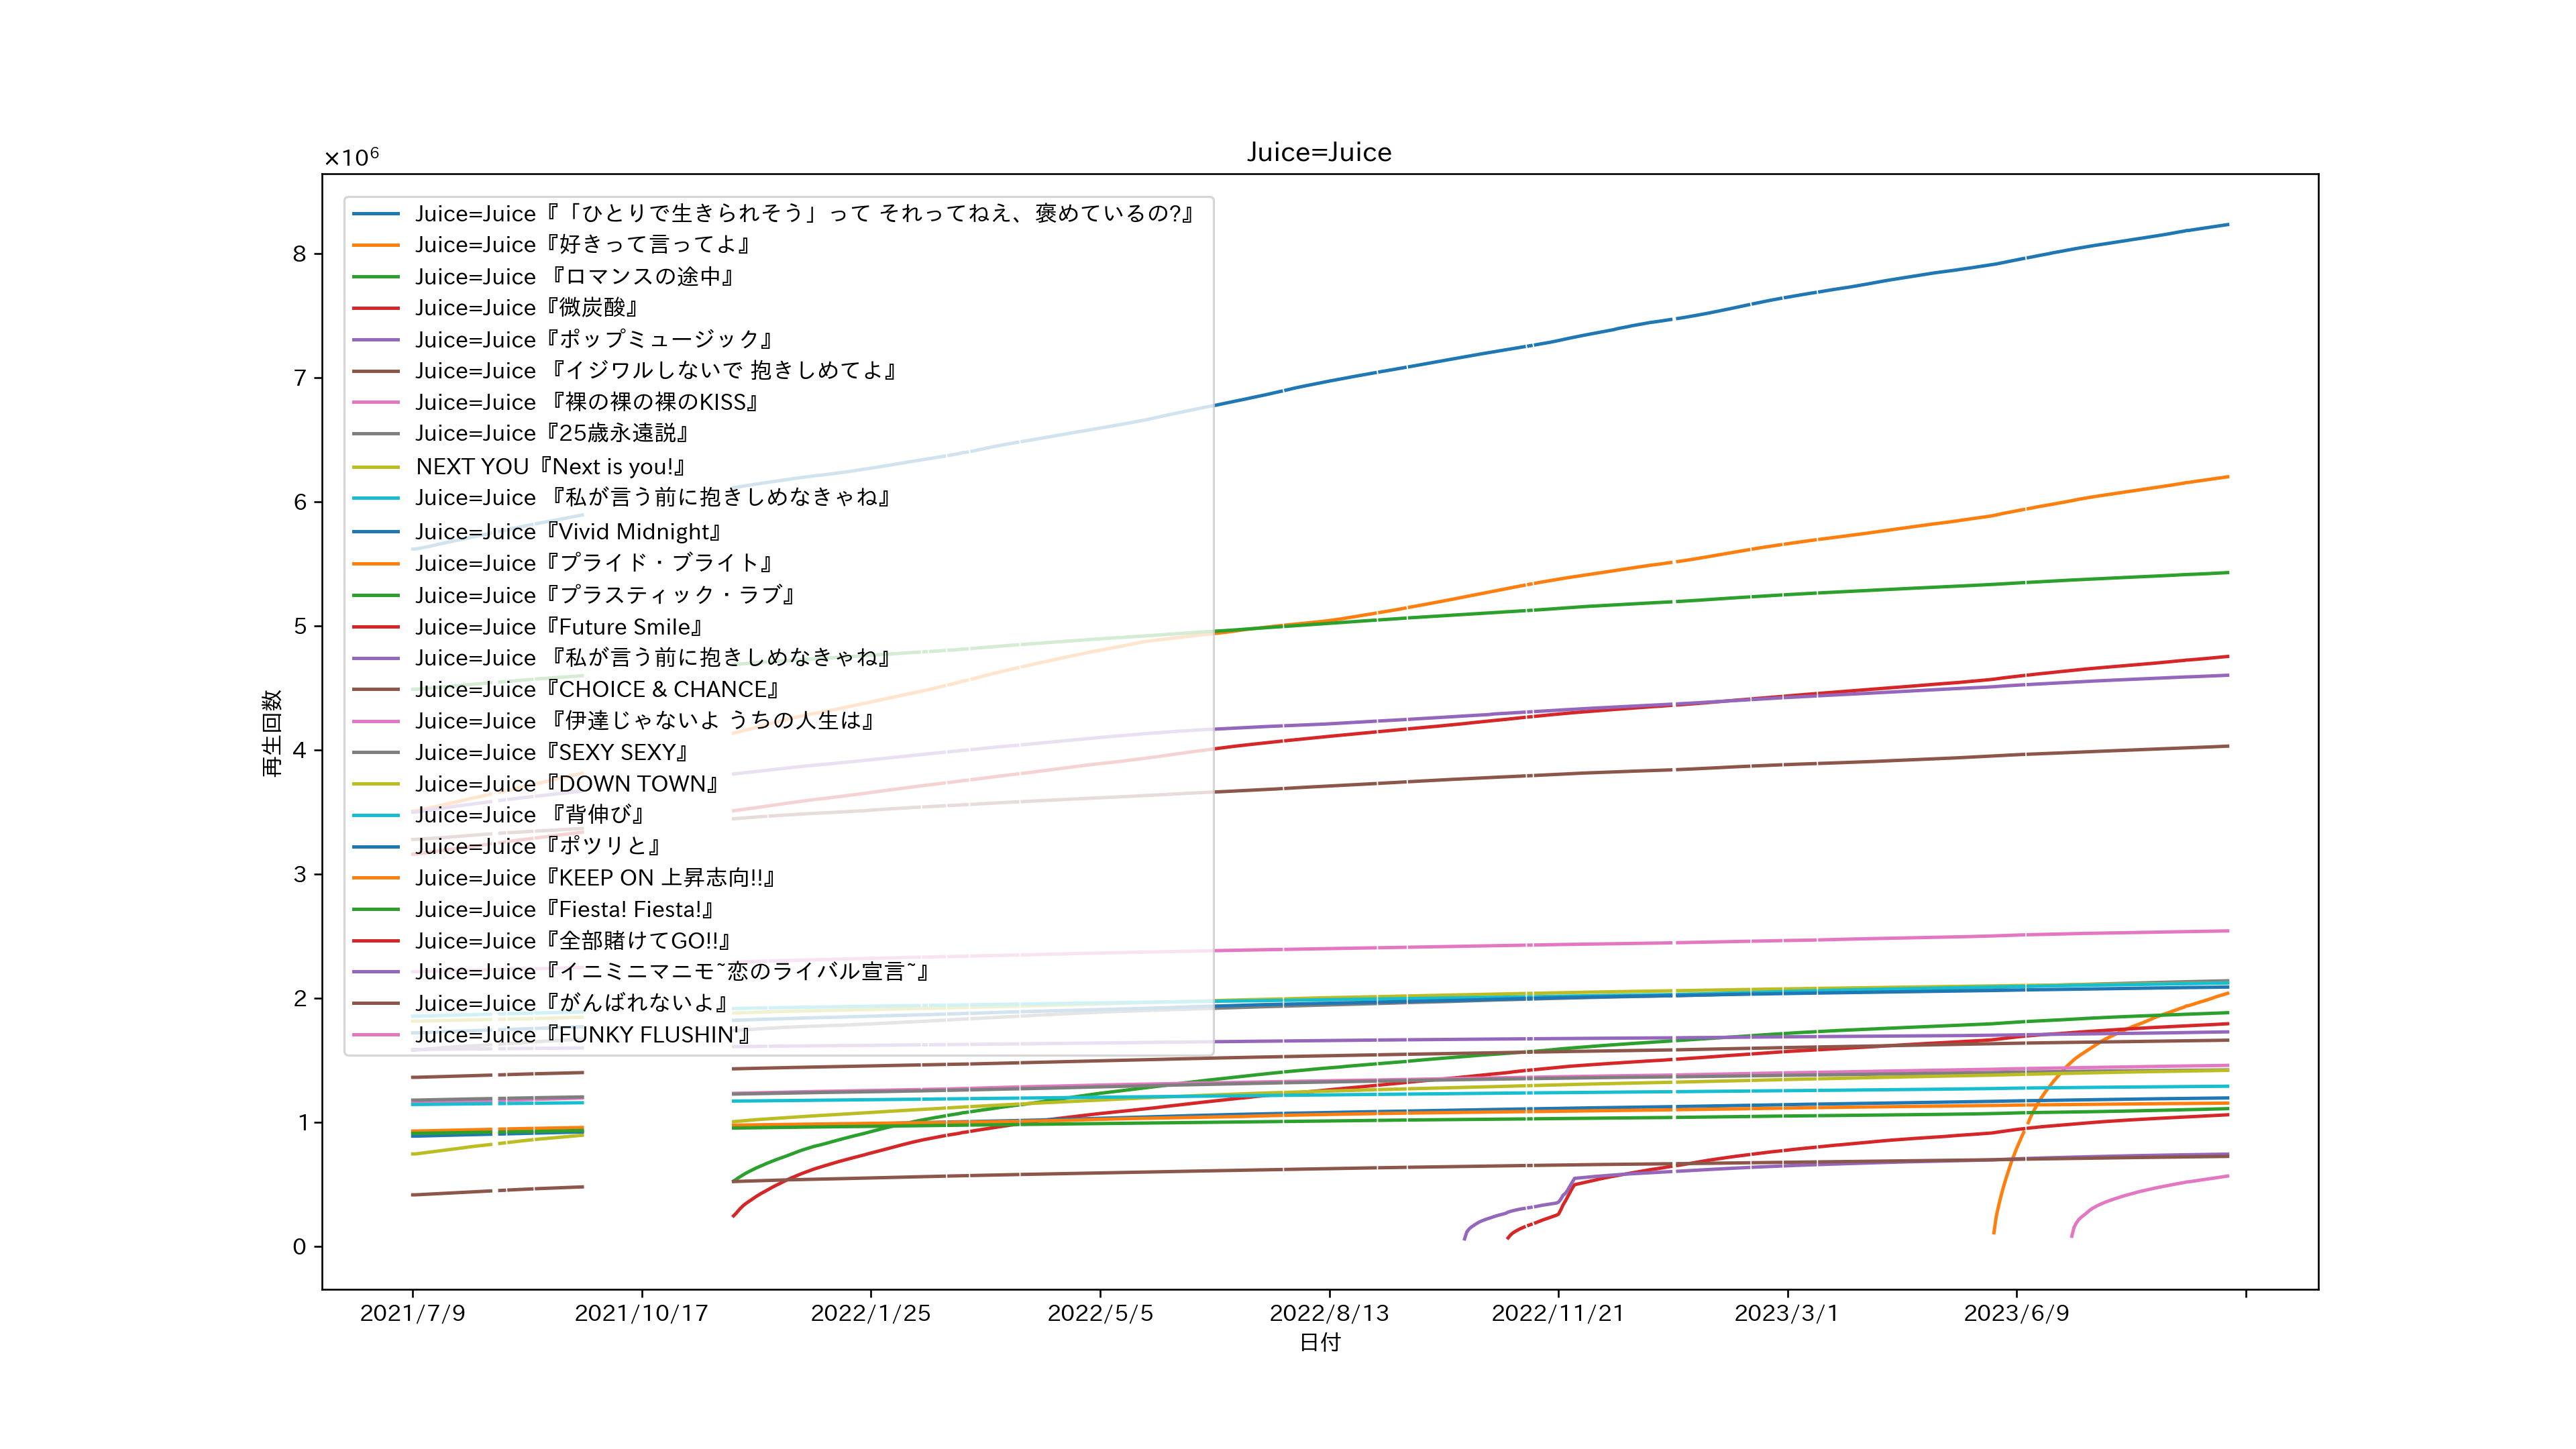 Juice=Juice
×10⁶
Juice=Juice『「ひとりで生きられそう」って それってねえ、褒めているの?』
Juice=Juice『好きって言ってよ』
Juice=Juice 『ロマンスの途中』
Juice=Juice『微炭酸』
Juice=Juice『ポップミュージック』
Juice=Juice 『イジワルしないで 抱きしめてよ』
Juice=Juice 『裸の裸の裸のKISS』
Juice=Juice『25歳永遠説』
NEXT YOU『Next is you!』
Juice=Juice 『私が言う前に抱きしめなきゃね』
Juice=Juice『Vivid Midnight』
Juice=Juice『プライド・ブライト』
Juice=Juice『プラスティック・ラブ』
Juice=Juice『Future Smile』
Juice=Juice 『私が言う前に抱きしめなきゃね』
Juice=Juice『CHOICE & CHANCE』
Juice=Juice 『伊達じゃないよ うちの人生は』
Juice=Juice『SEXY SEXY』
Juice=Juice『DOWN TOWN』
Juice=Juice 『背伸び』
Juice=Juice『ポツリと』
Juice=Juice『KEEP ON 上昇志向!!』
Juice=Juice『Fiesta! Fiesta!』
Juice=Juice『全部賭けてGO!!』
Juice=Juice『イニミニマニモ~恋のライバル宣言~』
Juice=Juice『がんばれないよ』
Juice=Juice『FUNKY FLUSHIN'』
8
7
6
5
4
3
2
1
0
再生回数
2021/7/9 2021/10/17 2022/1/25 2022/5/5 2022/8/13 2022/11/21 2023/3/1 2023/6/9
日付